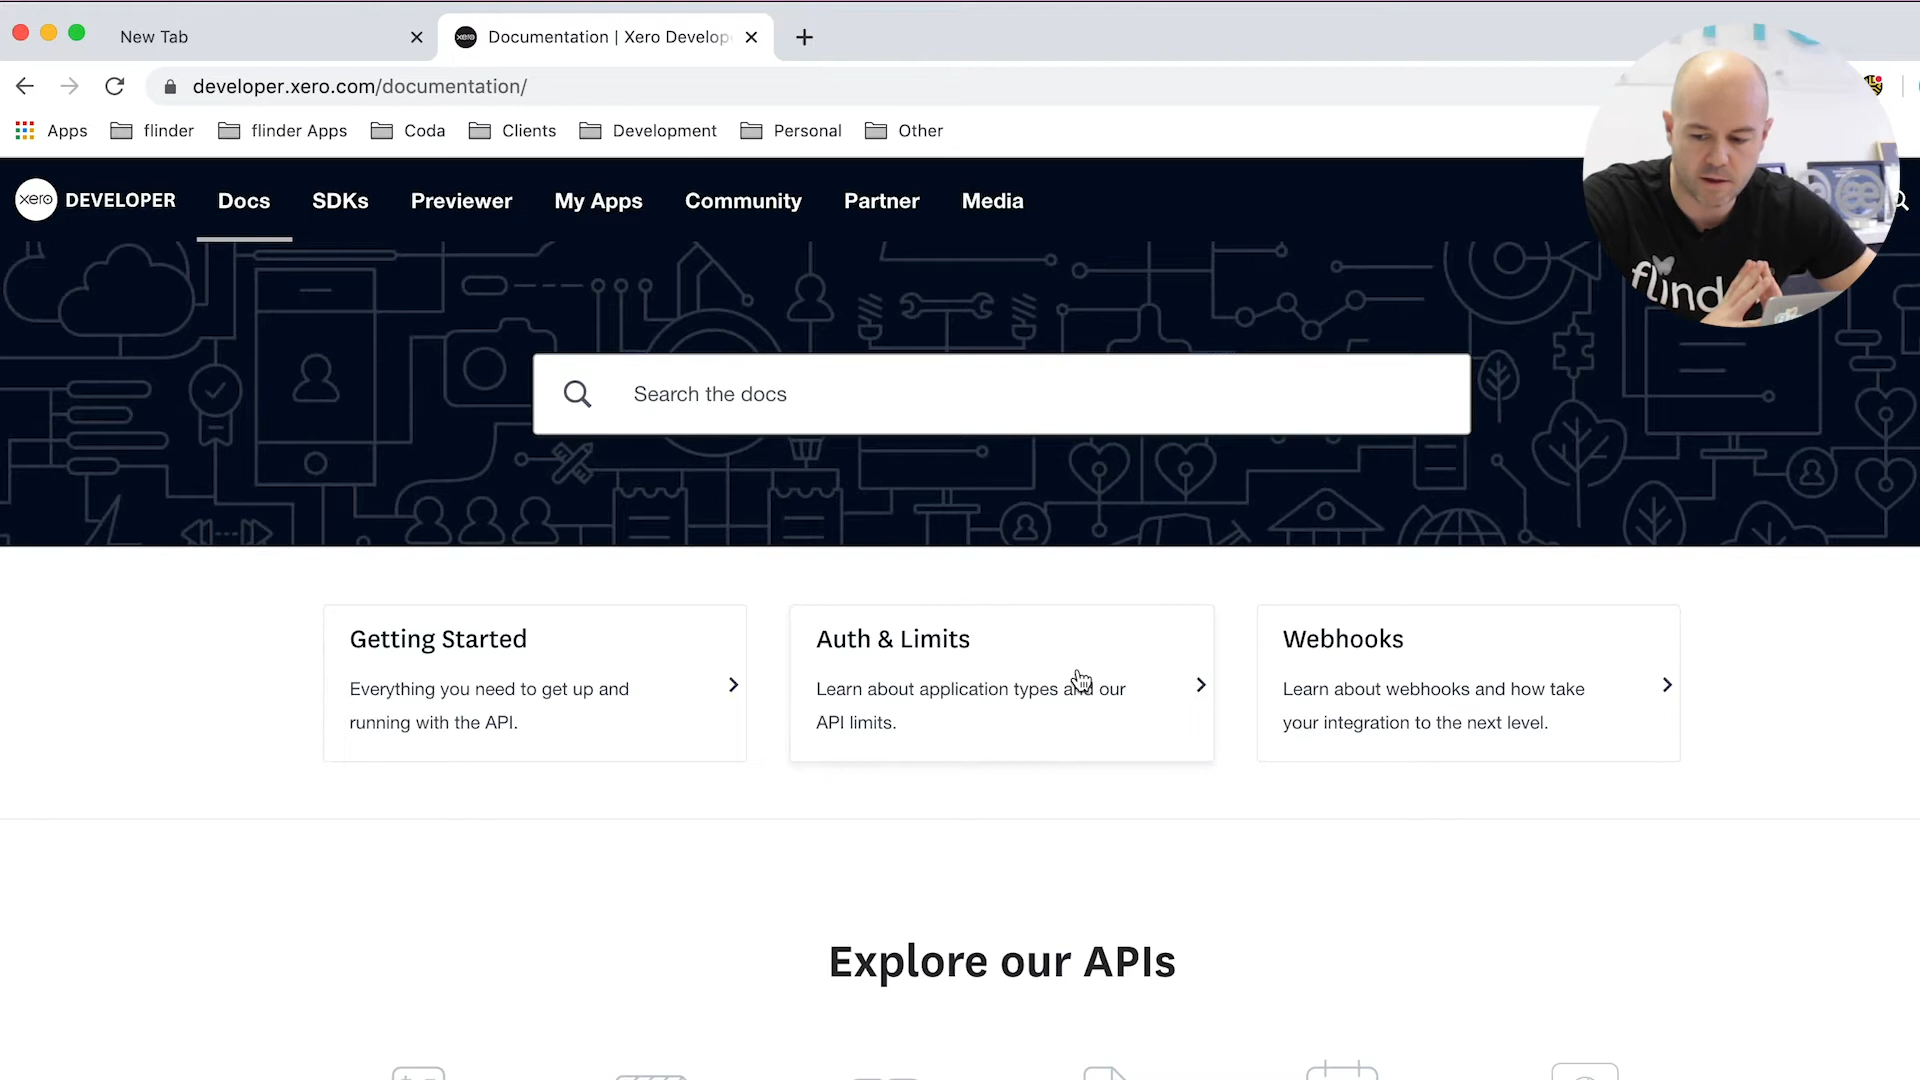 New Tab
Documentation | Xero Develop
developer.xero.com/documentation/
Apps flinder flinder Apps Coda Clients Development Personal Other
xero DEVELOPER Docs SDKs Previewer My Apps Community Partner Media
flind
Search the docs
Getting Started
Everything you need to get up and
running with the API.
Auth & Limits
Learn about application types and our
API limits.
Webhooks
Learn about webhooks and how take
your integration to the next level.
Explore our APIs